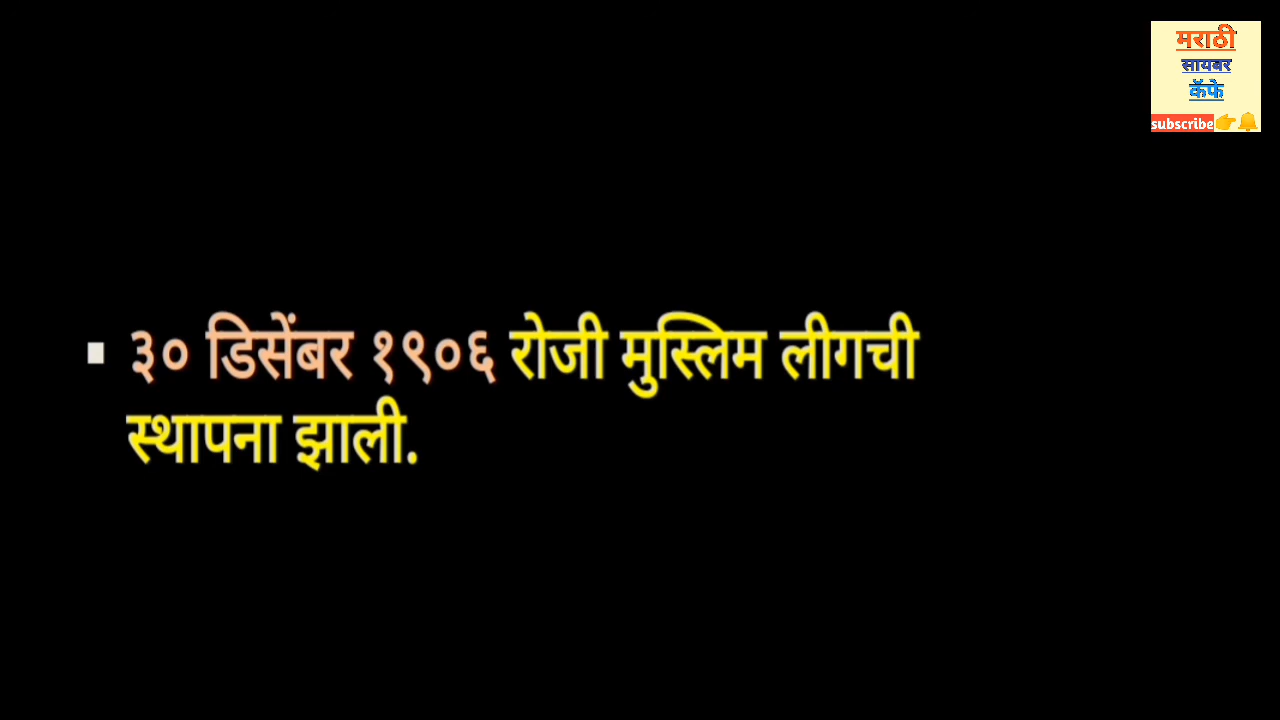 मराठी
सायबर
कॅफे
subscribe👉🔔
▪ ३० डिसेंबर १९०६ रोजी मुस्लिम लीगची
स्थापना झाली.